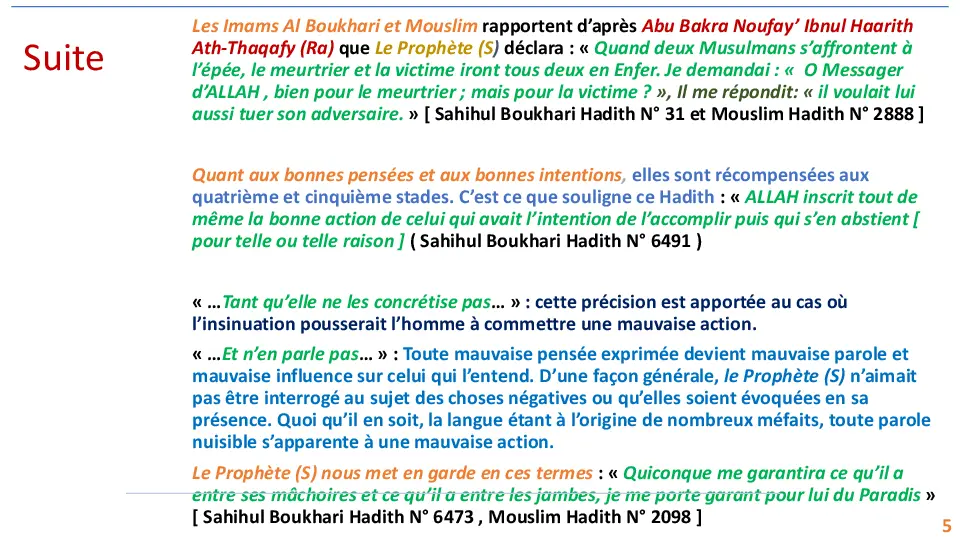 Suite
Les Imams Al Boukhari et Mouslim rapportent d’après Abu Bakra Noufay’ Ibnul Haarith
Ath-Thaqafy (Ra) que Le Prophète (S) déclara : « Quand deux Musulmans s’affrontent à
l’épée, le meurtrier et la victime iront tous deux en Enfer. Je demandai : « O Messager
d’ALLAH , bien pour le meurtrier ; mais pour la victime ? », Il me répondit: « il voulait lui
aussi tuer son adversaire. » [ Sahihul Boukhari Hadith N° 31 et Mouslim Hadith N° 2888 ]
Quant aux bonnes pensées et aux bonnes intentions, elles sont récompensées aux
quatrième et cinquième stades. C’est ce que souligne ce Hadith : « ALLAH inscrit tout de
même la bonne action de celui qui avait l’intention de l’accomplir puis qui s’en abstient [
pour telle ou telle raison ] ( Sahihul Boukhari Hadith N° 6491 )
« …Tant qu’elle ne les concrétise pas… » : cette précision est apportée au cas où
l’insinuation pousserait l’homme à commettre une mauvaise action.
« …Et n’en parle pas… » : Toute mauvaise pensée exprimée devient mauvaise parole et
mauvaise influence sur celui qui l’entend. D’une façon générale, le Prophète (S) n’aimait
pas être interrogé au sujet des choses négatives ou qu’elles soient évoquées en sa
présence. Quoi qu’il en soit, la langue étant à l’origine de nombreux méfaits, toute parole
nuisible s’apparente à une mauvaise action.
Le Prophète (S) nous met en garde en ces termes : « Quiconque me garantira ce qu’il a
entre ses mâchoires et ce qu’il a entre les jambes, je me porte garant pour lui du Paradis »
[ Sahihul Boukhari Hadith N° 6473 , Mouslim Hadith N° 2098 ]
5